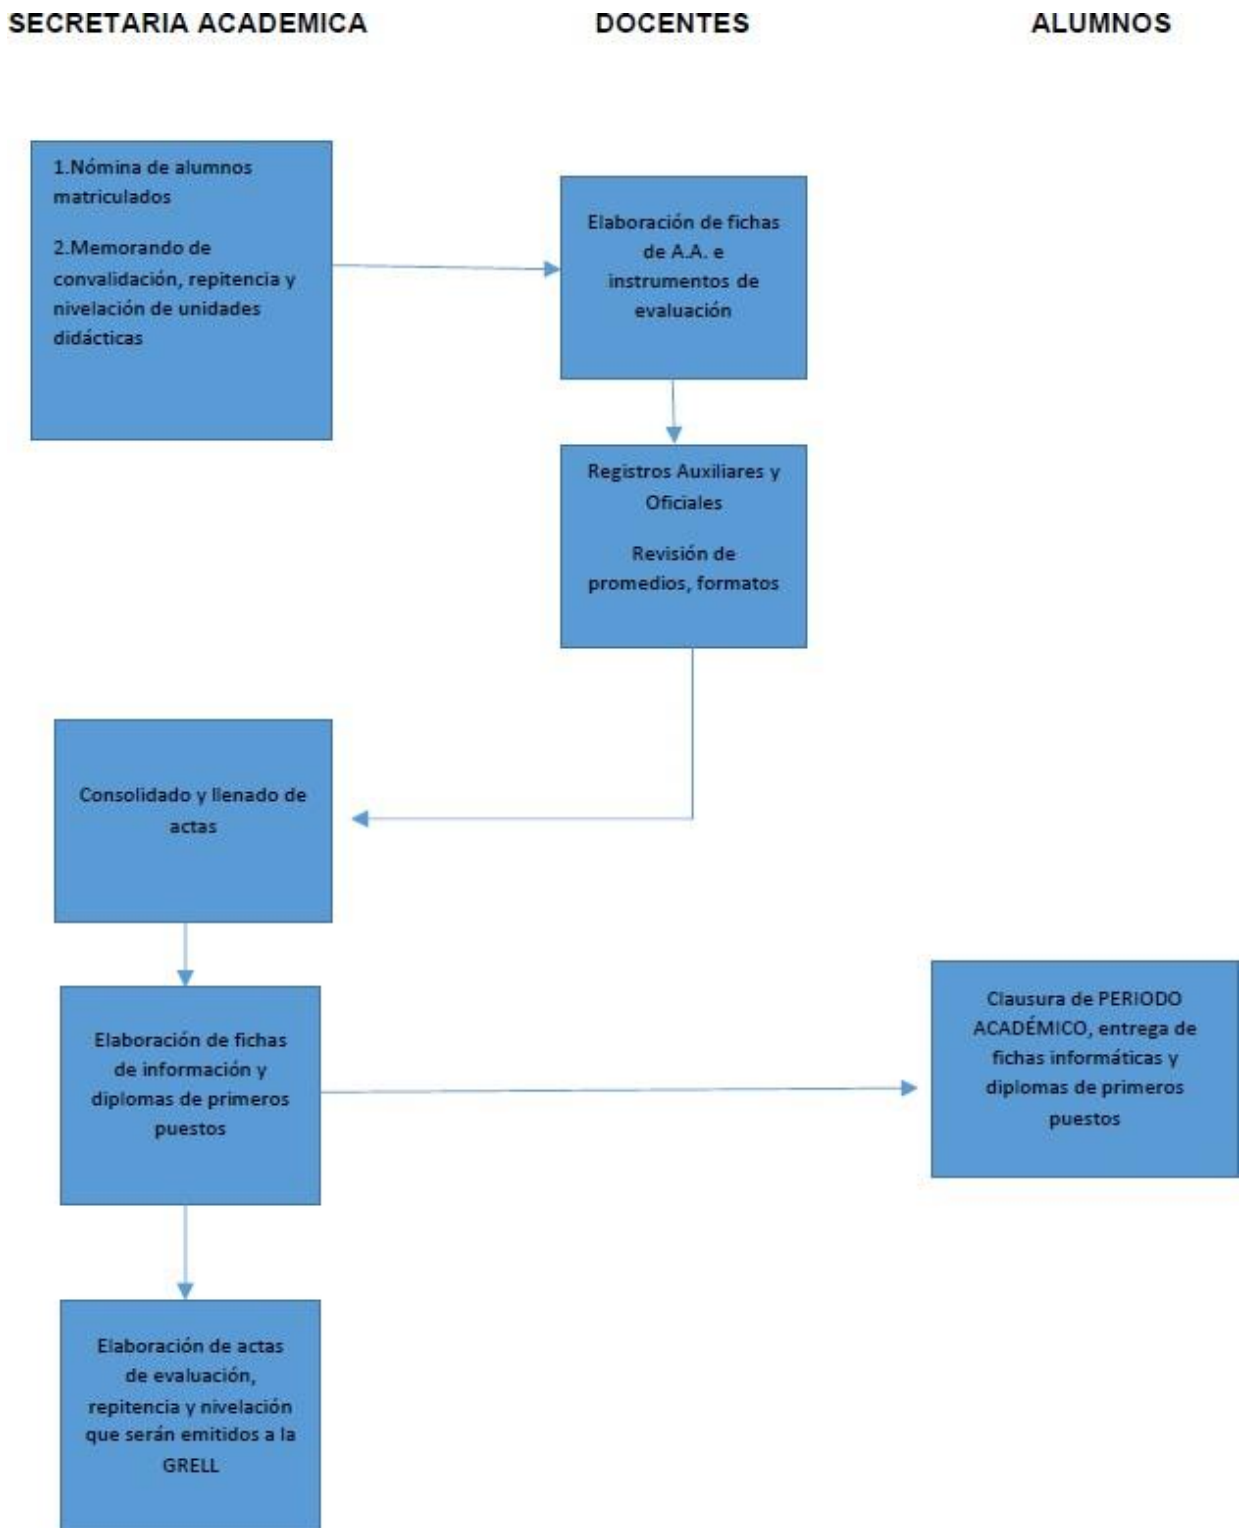 SECRETARIA ACADEMICA
DOCENTES
ALUMNOS
1.Nómina de alumnos
matriculados
2.Memorando de
convalidación, repitencia y
nivelación de unidades
didácticas
Elaboración de fichas
de A.A. e
instrumentos de
evaluación
Registros Auxiliares y
Oficiales
Revisión de
promedios, formatos
Consolidado y llenado de
actas
Elaboración de fichas
de información y
diplomas de primeros
puestos
Clausura de PERIODO
ACADÉMICO, entrega de
fichas informáticas y
diplomas de primeros
puestos
Elaboración de actas
de evaluación,
repitencia y nivelación
que serán emitidos a la
GRELL